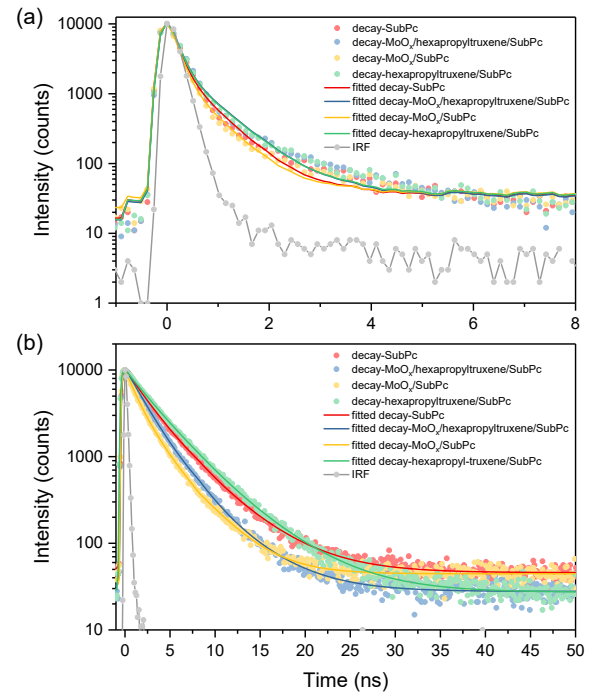 (a)
10000
1000
100
10
1
Intensity (counts)
decay-SubPc
decay-MoOₓ/hexapropyltruxene/SubPc
decay-MoOₓ/SubPc
decay-hexapropyltruxene/SubPc
fitted decay-SubPc
fitted decay-MoOₓ/hexapropyltruxene/SubPc
fitted decay-MoOₓ/SubPc
fitted decay-hexapropyltruxene/SubPc
IRF
0 2 4 6 8
(b)
10000
1000
100
10
Intensity (counts)
decay-SubPc
decay-MoOₓ/hexapropyltruxene/SubPc
decay-MoOₓ/SubPc
decay-hexapropyltruxene/SubPc
fitted decay-SubPc
fitted decay-MoOₓ/hexapropyltruxene/SubPc
fitted decay-MoOₓ/SubPc
fitted decay-hexapropyl-truxene/SubPc
IRF
0 5 10 15 20 25 30 35 40 45 50
Time (ns)